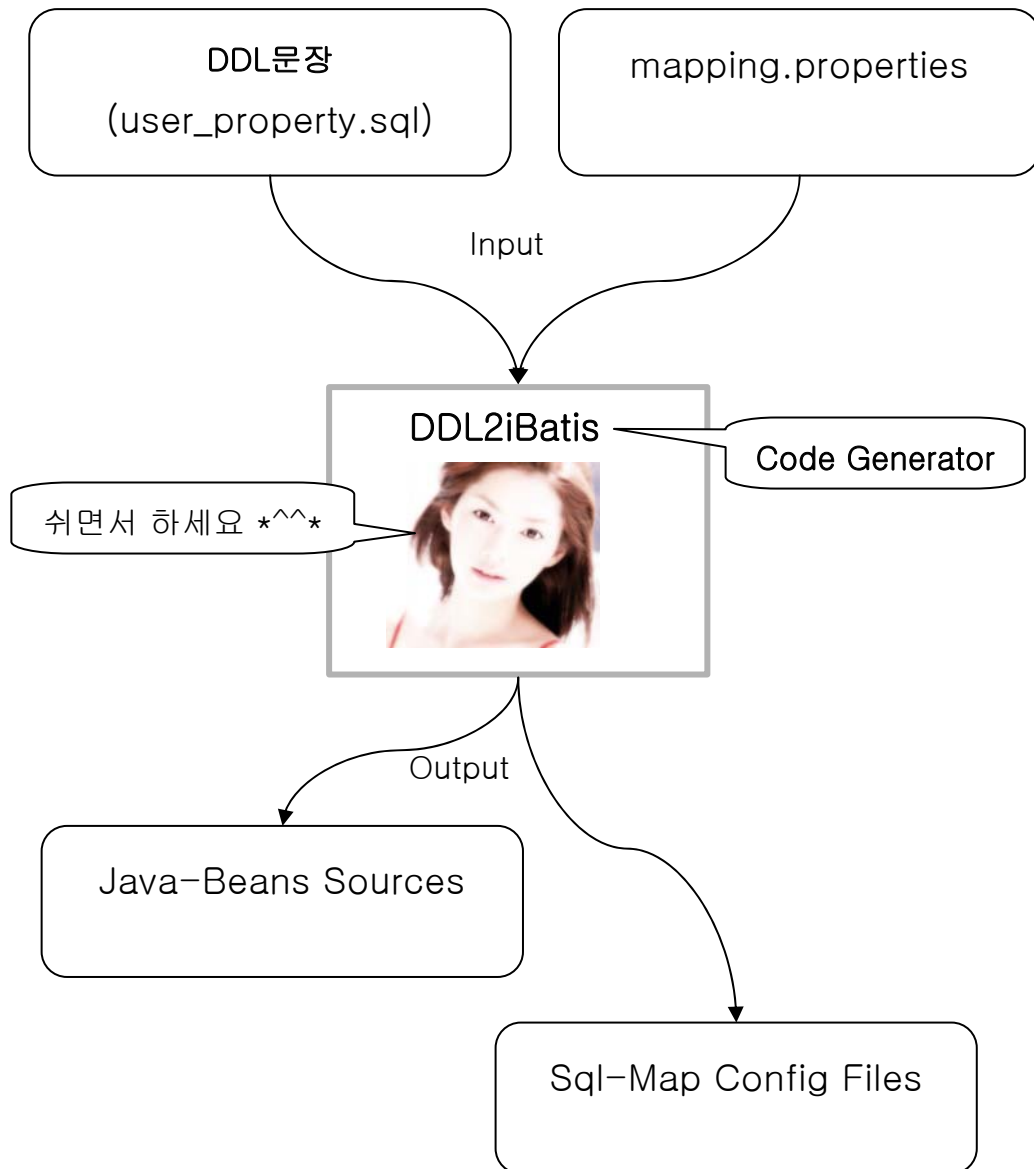 DDL문장
(user_property.sql)
mapping.properties
Input
DDL2iBatis
Code Generator
쉬면서 하세요 *^^*
Output
Java-Beans Sources
Sql-Map Config Files